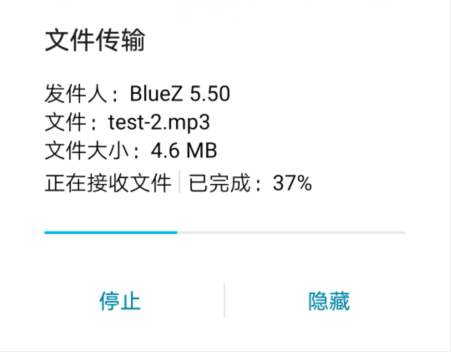 文件传输
发件人：BlueZ 5.50
文件：test-2.mp3
文件大小：4.6 MB
正在接收文件 | 已完成：37%
停止 隐藏